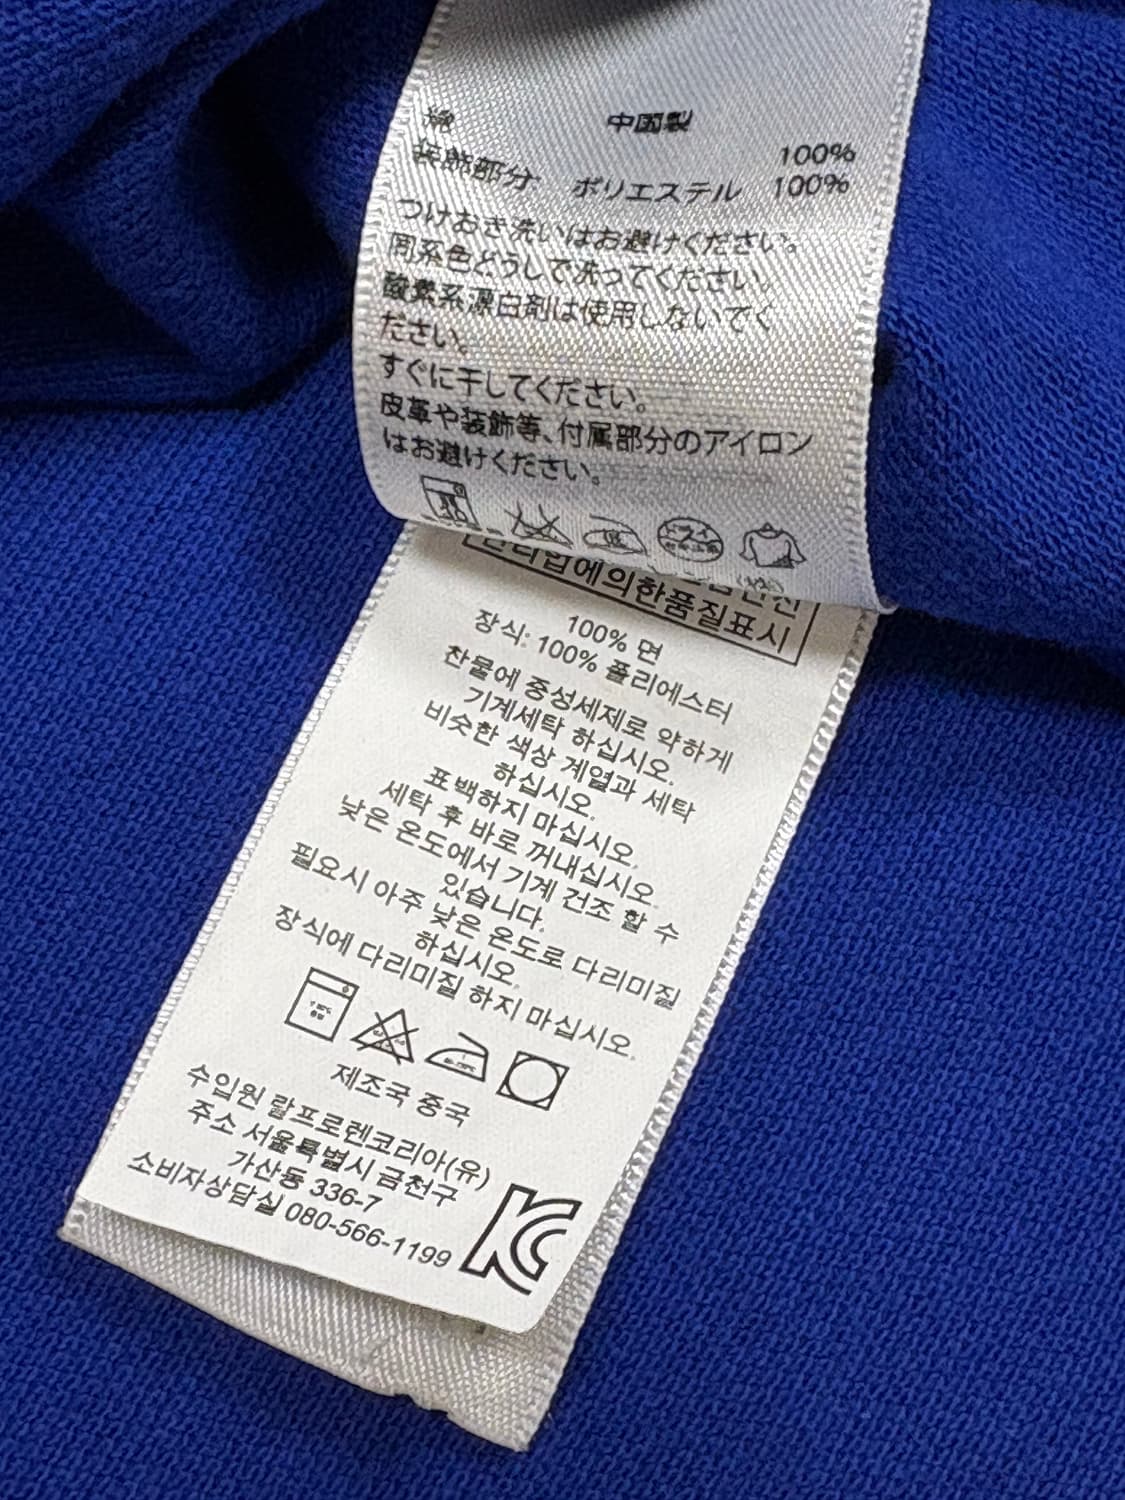 中国製
綿 100%
装飾部分 ポリエステル 100%
つけおき洗いはお避けください。
同系色どうしで洗ってください。
酸素系漂白剤は使用しないでく
ださい。
すぐに干してください。
皮革や装飾等、付属部分のアイロン
はお避けください。
에의한품질표시
100% 면
장식: 100% 폴리에스터
찬물에 중성세제로 약하게
기계세탁 하십시오.
비슷한 색상 계열과 세탁
하십시오.
표백하지 마십시오.
세탁 후 바로 꺼내십시오.
낮은 온도에서 기계 건조 할 수
있습니다.
필요시 아주 낮은 온도로 다리미질
하십시오.
장식에 다리미질 하지 마십시오.
제조국 중국
수입원 랄프로렌코리아(유)
주소 서울특별시 금천구
가산동 336-7
소비자상담실 080-566-1199
KC